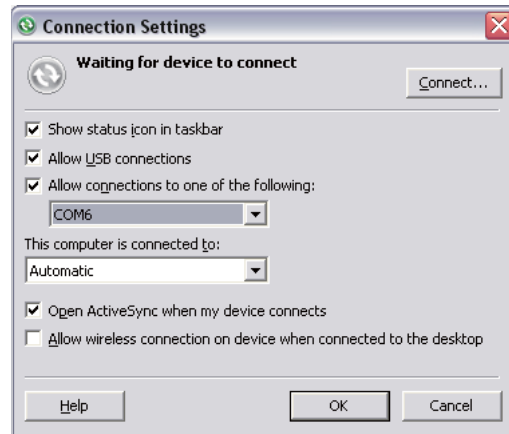 Connection Settings
Waiting for device to connect
Connect...
Show status icon in taskbar
Allow USB connections
Allow connections to one of the following:
COM6
This computer is connected to:
Automatic
Open ActiveSync when my device connects
Allow wireless connection on device when connected to the desktop
Help
OK
Cancel